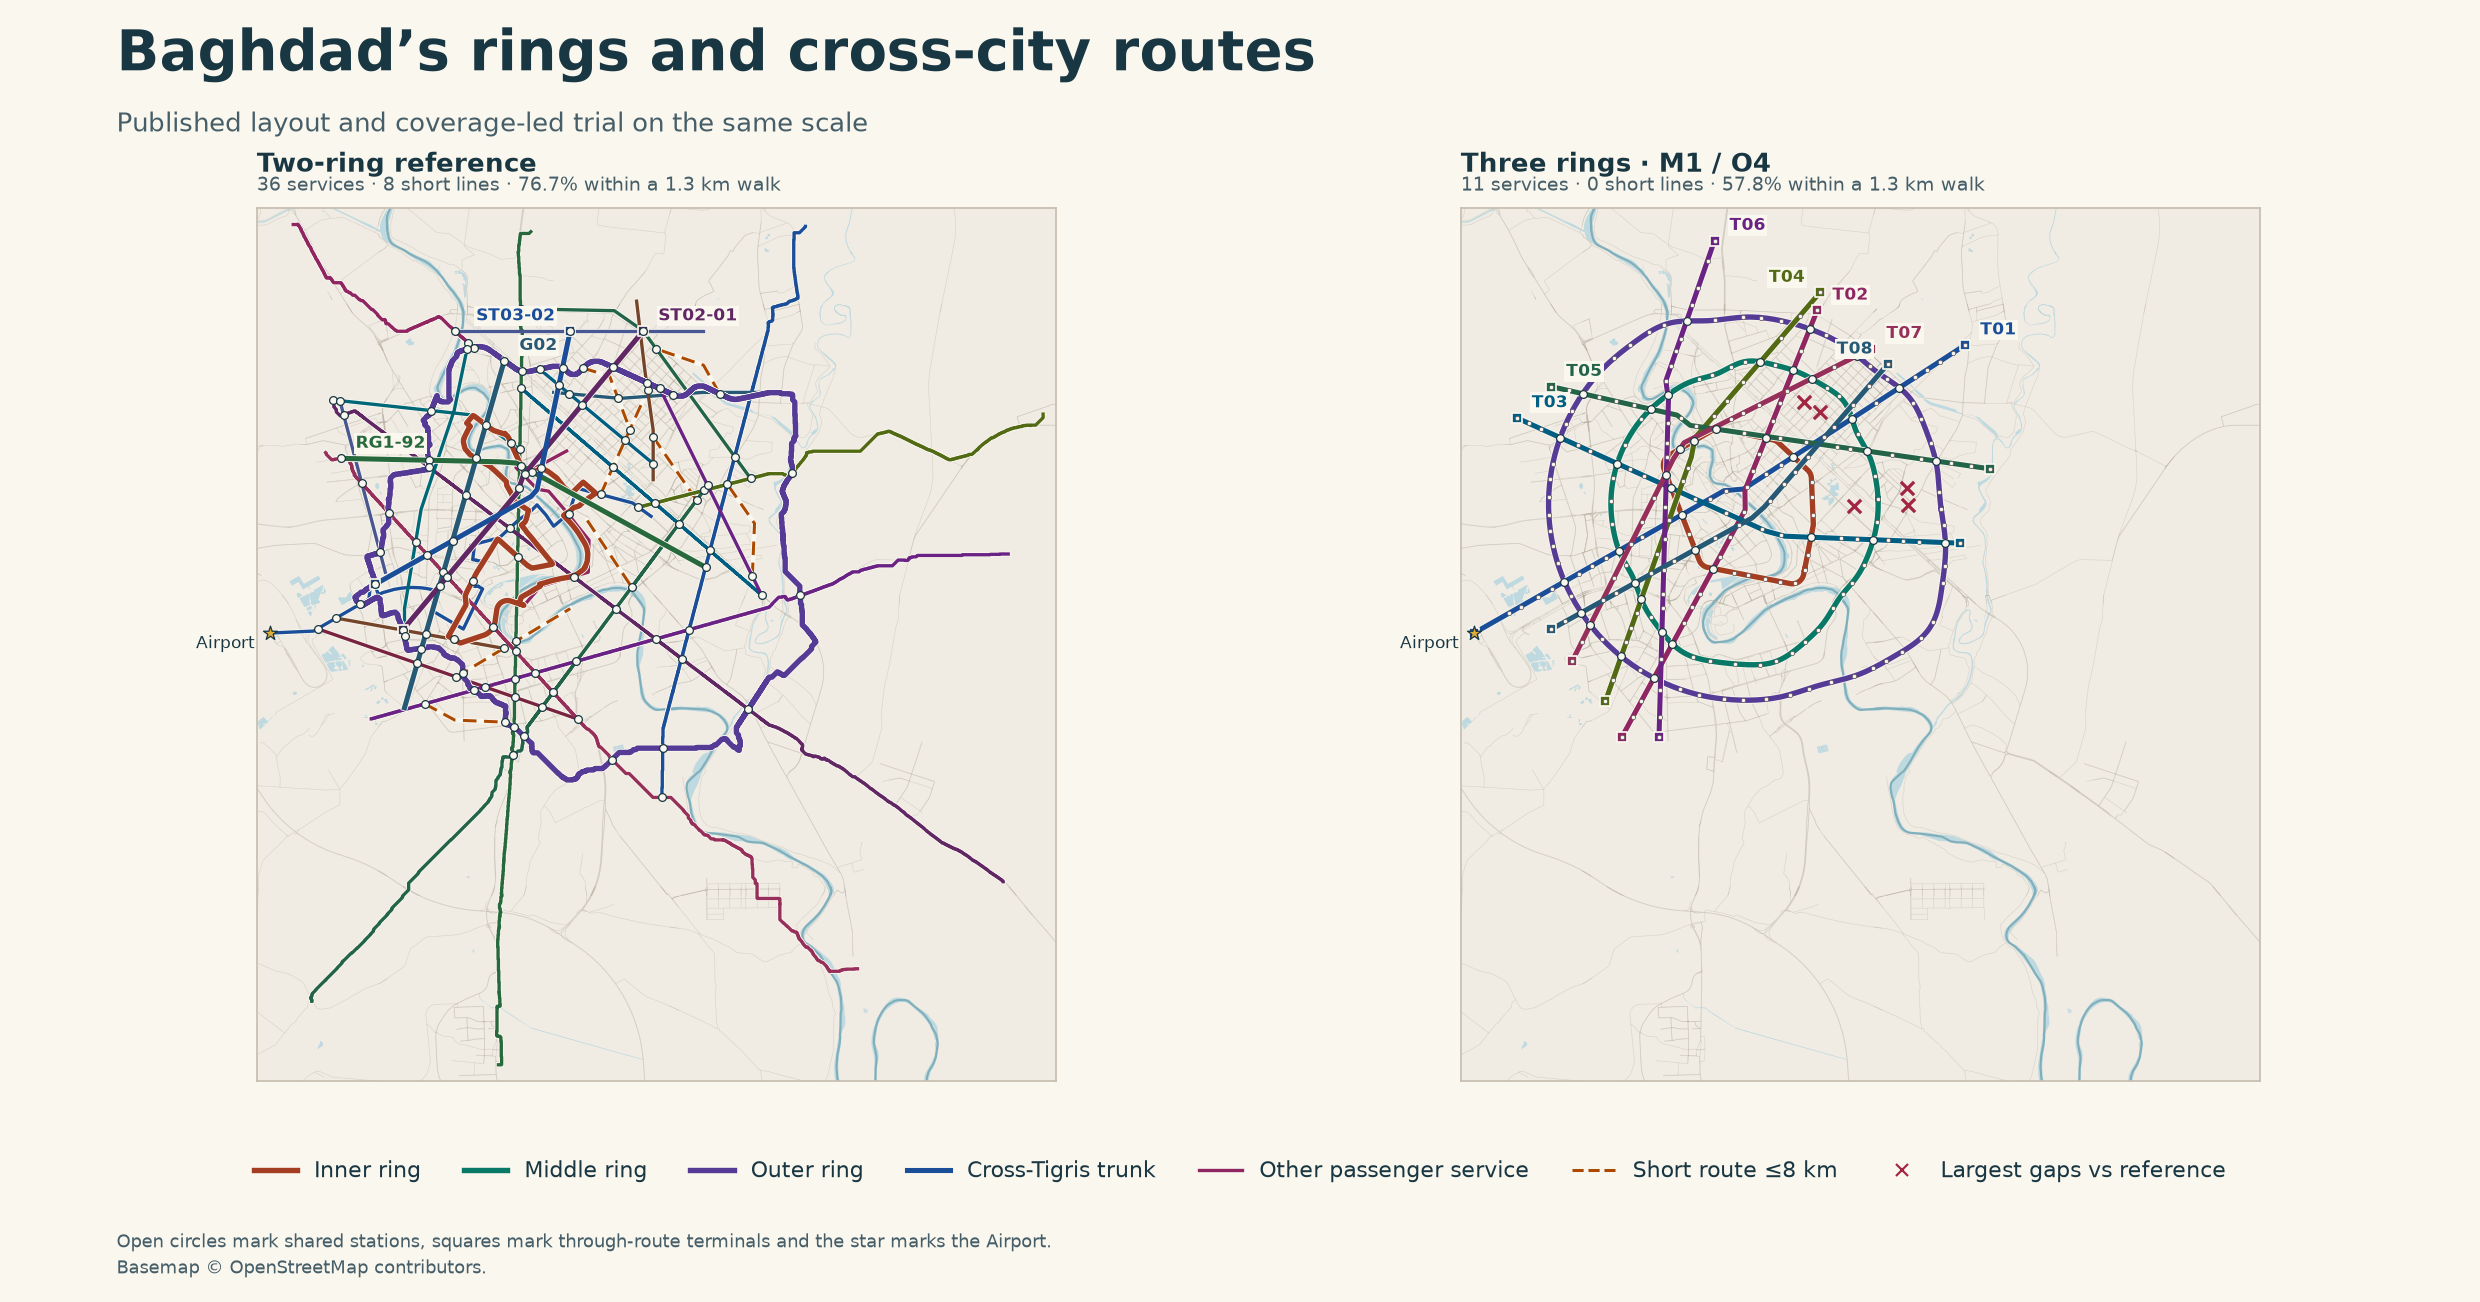 Baghdad’s rings and cross-city routes
Published layout and coverage-led trial on the same scale
Two-ring reference
36 services · 8 short lines · 76.7% within a 1.3 km walk
ST03-02
ST02-01
G02
RG1-92
Airport
Three rings · M1 / O4
11 services · 0 short lines · 57.8% within a 1.3 km walk
T06
T04
T02
T07
T01
T08
T05
T03
Airport
Inner ring
Middle ring
Outer ring
Cross-Tigris trunk
Other passenger service
Short route ≤8 km
Largest gaps vs reference
Open circles mark shared stations, squares mark through-route terminals and the star marks the Airport.
Basemap © OpenStreetMap contributors.